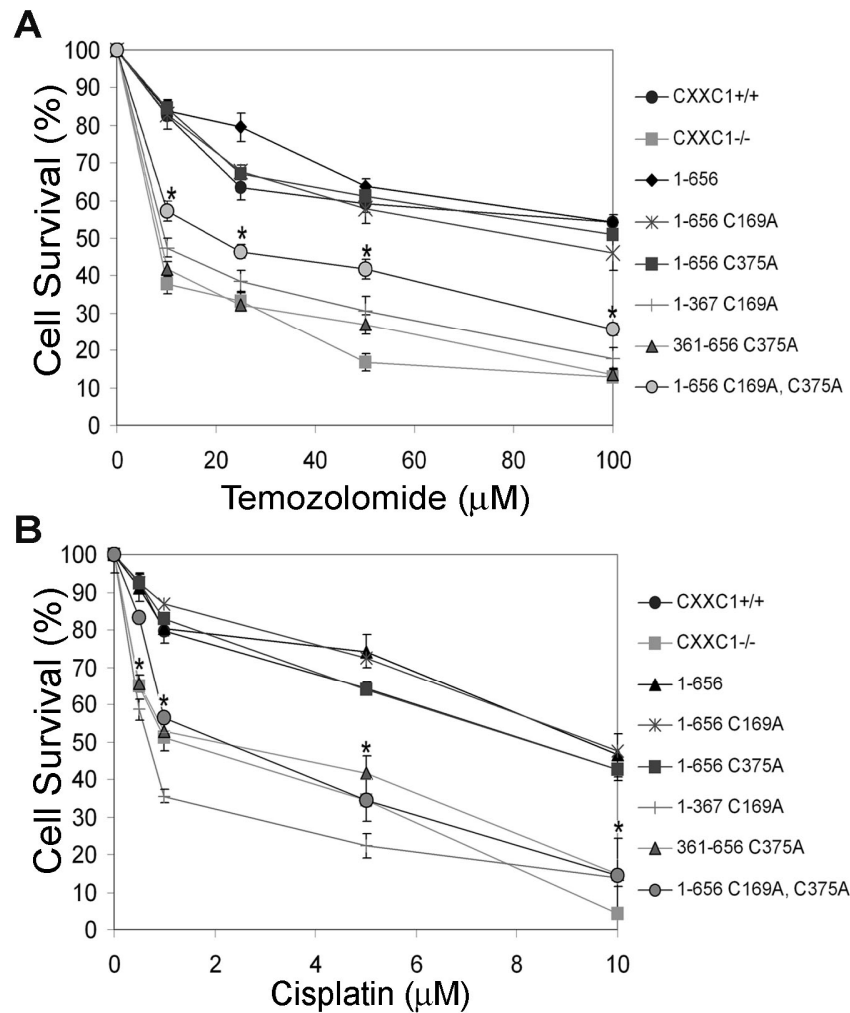 A
100
90
80
70
60
50
40
30
20
10
0
Cell Survival (%)
*
*
*
*
0
20
40
60
80
100
Temozolomide (μM)
CXXC1+/+
CXXC1-/-
1-656
1-656 C169A
1-656 C375A
1-367 C169A
361-656 C375A
1-656 C169A, C375A
B
100
90
80
70
60
50
40
30
20
10
0
Cell Survival (%)
*
*
*
*
0
2
4
6
8
10
Cisplatin (μM)
CXXC1+/+
CXXC1-/-
1-656
1-656 C169A
1-656 C375A
1-367 C169A
361-656 C375A
1-656 C169A, C375A